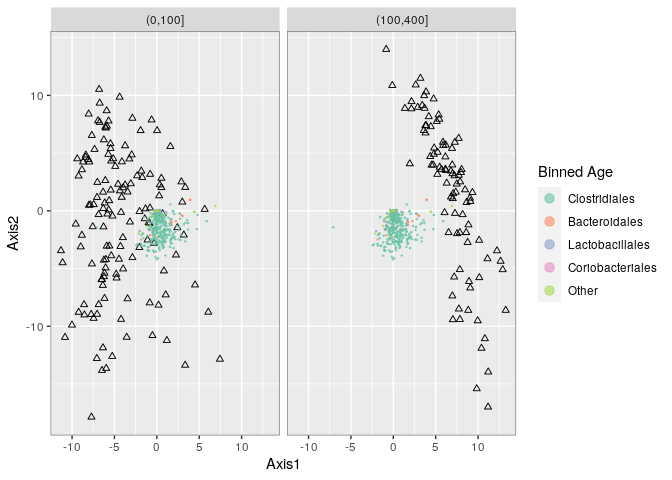 (0,100]
(100,400]
10
0
-10
Axis2
-10
-5
0
5
10
-10
-5
0
5
10
Axis1
Binned Age
Clostridiales
Bacteroidales
Lactobacillales
Coriobacteriales
Other